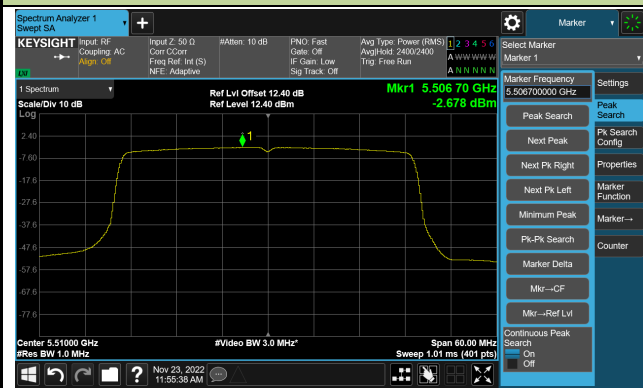 Spectrum Analyzer 1
Swept SA
+
Marker
KEYSIGHT
Input: RF
Coupling: AC
Align: Off
Input Z: 50 Ω
Corr CCorr
Freq Ref: Int (S)
NFE: Adaptive
#Atten: 10 dB
PNO: Fast
Gate: Off
IF Gain: Low
Sig Track: Off
Avg Type: Power (RMS)
Avg|Hold: 2400/2400
Trig: Free Run
1 2 3 4 5 6
A W W W W W
A N N N N N
LXI
Select Marker
Marker 1
1 Spectrum
Scale/Div 10 dB
Log
Ref Lvl Offset 12.40 dB
Ref Level 12.40 dBm
Mkr1 5.506 70 GHz
-2.678 dBm
1
2.40
-7.60
-17.6
-27.6
-37.6
-47.6
-57.6
-67.6
-77.6
Center 5.51000 GHz
#Res BW 1.0 MHz
#Video BW 3.0 MHz*
Span 60.00 MHz
Sweep 1.01 ms (401 pts)
Marker Frequency
5.506700000 GHz
Peak Search
Next Peak
Next Pk Right
Next Pk Left
Minimum Peak
Pk-Pk Search
Marker Delta
Mkr→CF
Mkr→Ref Lvl
Continuous Peak
Search
On
Off
Settings
Peak
Search
Pk Search
Config
Properties
Marker
Function
Marker→
Counter
?
Nov 23, 2022
11:55:38 AM